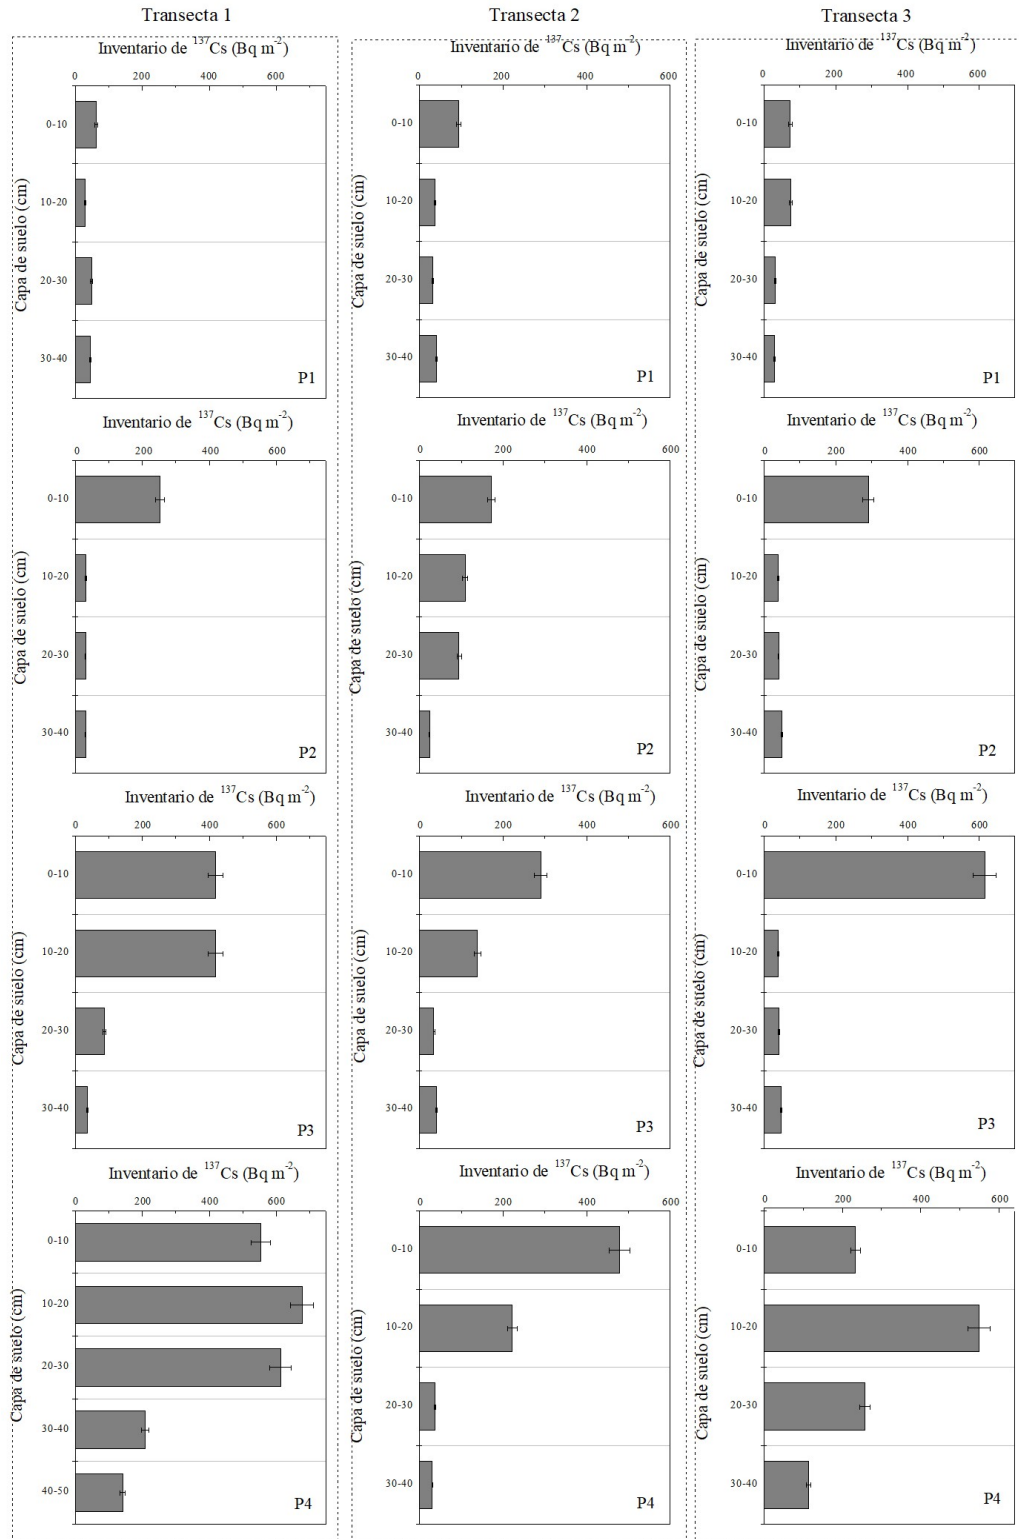 Transecta 1
Inventario de ¹³⁷Cs (Bq m⁻²)
0 200 400 600
Capa de suelo (cm)
0-10
10-20
20-30
30-40
P1
Inventario de ¹³⁷Cs (Bq m⁻²)
0 200 400 600
Capa de suelo (cm)
0-10
10-20
20-30
30-40
P2
Inventario de ¹³⁷Cs (Bq m⁻²)
0 200 400 600
Capa de suelo (cm)
0-10
10-20
20-30
30-40
P3
Inventario de ¹³⁷Cs (Bq m⁻²)
0 200 400 600
Capa de suelo (cm)
0-10
10-20
20-30
30-40
40-50
P4
Transecta 2
Inventario de ¹³⁷Cs (Bq m⁻²)
0 200 400 600
Capa de suelo (cm)
0-10
10-20
20-30
30-40
P1
Inventario de ¹³⁷Cs (Bq m⁻²)
0 200 400 600
Capa de suelo (cm)
0-10
10-20
20-30
30-40
P2
Inventario de ¹³⁷Cs (Bq m⁻²)
0 200 400 600
Capa de suelo (cm)
0-10
10-20
20-30
30-40
P3
Inventario de ¹³⁷Cs (Bq m⁻²)
0 200 400 600
Capa de suelo (cm)
0-10
10-20
20-30
30-40
P4
Transecta 3
Inventario de ¹³⁷Cs (Bq m⁻²)
0 200 400 600
Capa de suelo (cm)
0-10
10-20
20-30
30-40
P1
Inventario de ¹³⁷Cs (Bq m⁻²)
0 200 400 600
Capa de suelo (cm)
0-10
10-20
20-30
30-40
P2
Inventario de ¹³⁷Cs (Bq m⁻²)
0 200 400 600
Capa de suelo (cm)
0-10
10-20
20-30
30-40
P3
Inventario de ¹³⁷Cs (Bq m⁻²)
0 200 400 600
Capa de suelo (cm)
0-10
10-20
20-30
30-40
P4